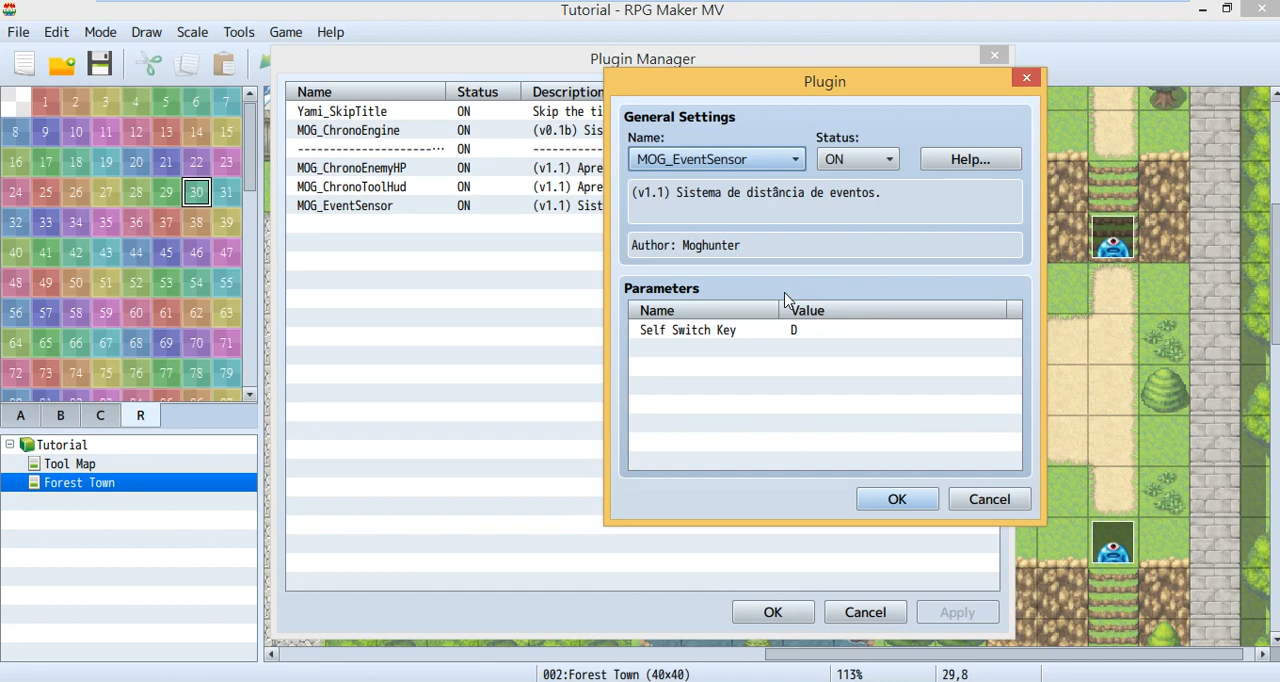 Tutorial - RPG Maker MV
File Edit Mode Draw Scale Tools Game Help
Plugin Manager
Name Status Description
Yami_SkipTitle ON Skip the ti
MOG_ChronoEngine ON (v0.1b) Sis
-----------------------··· ON ----------
MOG_ChronoEnemyHP ON (v1.1) Apre
MOG_ChronoToolHud ON (v1.1) Apre
MOG_EventSensor ON (v1.1) Sist
OK Cancel Apply
Plugin
General Settings
Name: Status:
MOG_EventSensor ON Help...
(v1.1) Sistema de distância de eventos.
Author: Moghunter
Parameters
Name Value
Self Switch Key D
OK Cancel
1 2 3 4 5 6 7
8 9 10 11 12 13 14 15
16 17 18 19 20 21 22 23
24 25 26 27 28 29 30 31
32 33 34 35 36 37 38 39
40 41 42 43 44 45 46 47
48 49 50 51 52 53 54 55
56 57 58 59 60 61 62 63
64 65 66 67 68 69 70 71
72 73 74 75 76 77 78 79
A B C R
Tutorial
Tool Map
Forest Town
002:Forest Town (40x40) 113% 29,8